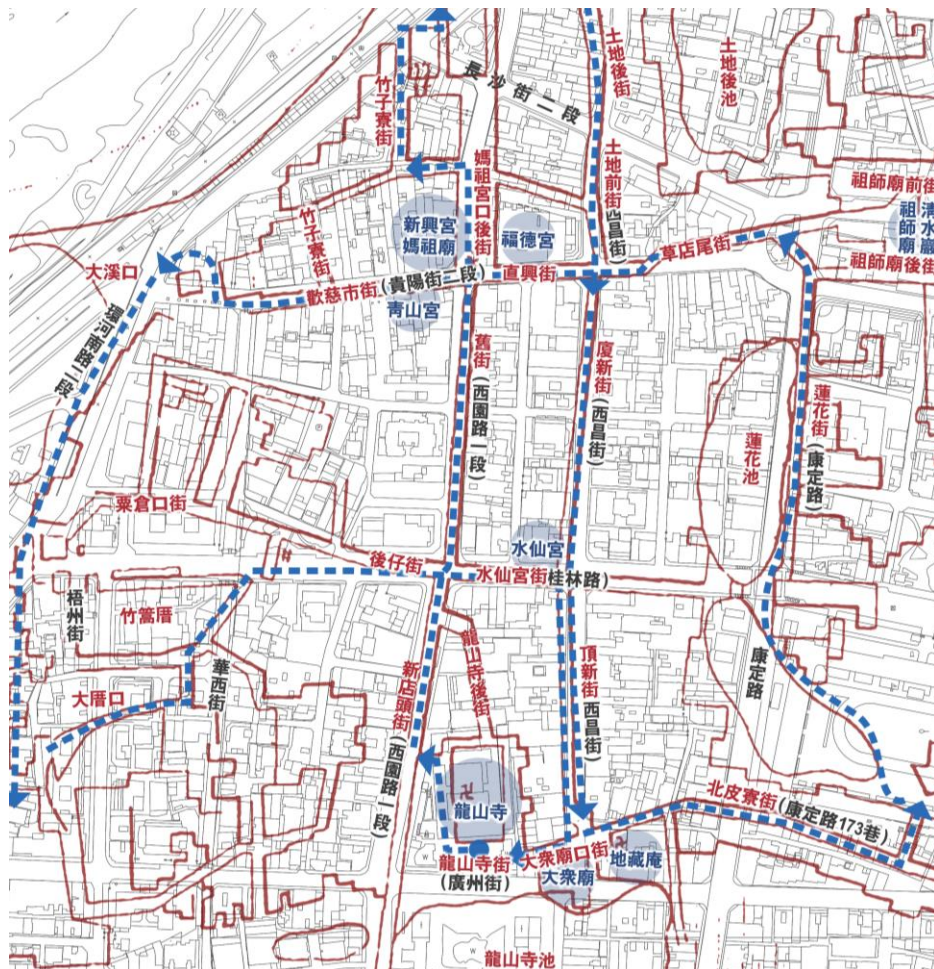 土地後街
土地後池
長沙街二段
竹子寮街
土地前街
西昌街
祖師廟前街
清水巖
祖師廟
祖師廟後街
媽祖宮口後街
新興宮
媽祖廟
福德宮
竹子寮街
草店尾街
大溪口
直興街
歡慈市街(貴陽街二段)
青山宮
環河南路二段
舊街(西園路一段)
廈新街(西昌街)
蓮花池
蓮花街(康定路)
粟倉口街
水仙宮
後仔街
水仙宮街(桂林路)
梧州街
竹篙厝
龍山寺後街
頂新街
西昌街
康定路
大厝口
華西街
新店頭街(西園路一段)
龍山寺
北皮寮街(康定路173巷)
大眾廟口街
龍山寺街
(廣州街)
大眾廟
地藏庵
龍山寺池